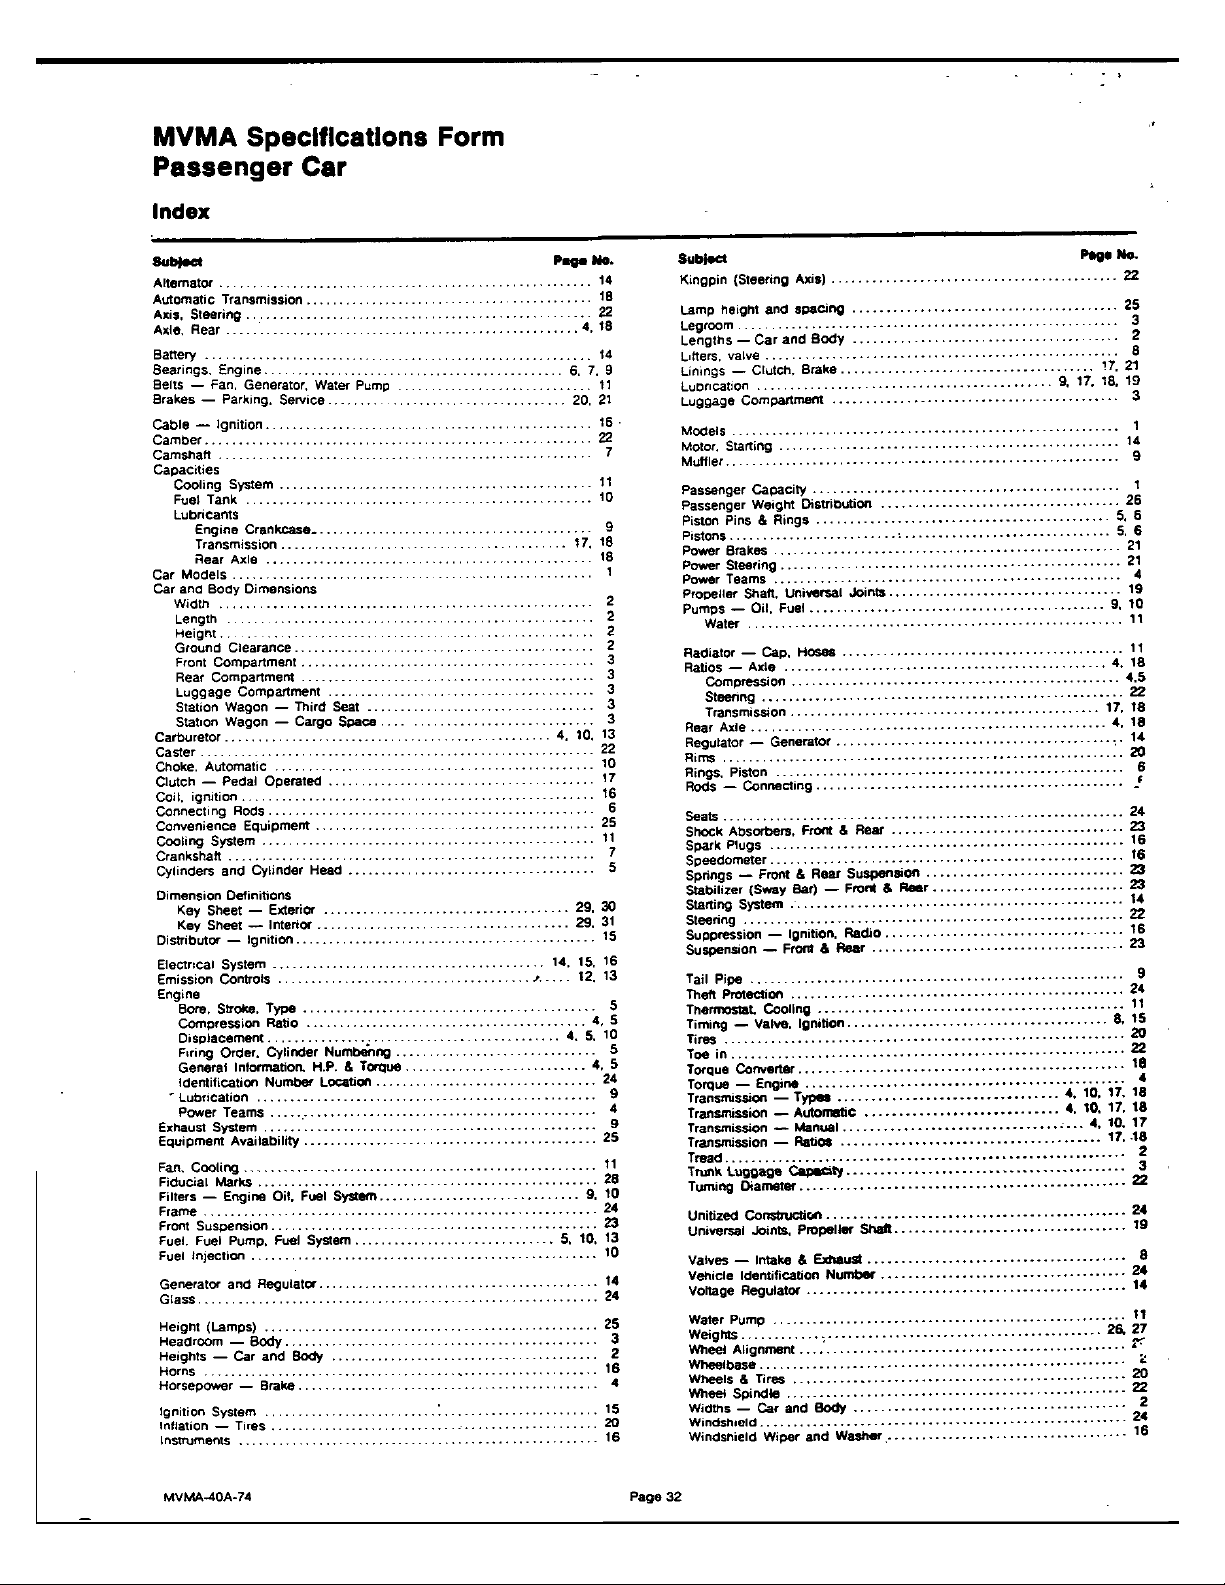 MVMA Specifications Form
Passenger Car
Index
Subject Page No.
Alternator 14
Automatic Transmission 18
Axis, Steering 22
Axle, Rear 4, 18
Battery 14
Bearings, Engine 6, 7, 9
Belts — Fan, Generator, Water Pump 11
Brakes — Parking, Service 20, 21
Cable — Ignition 16
Camber 22
Camshaft 7
Capacities
Cooling System 11
Fuel Tank 10
Lubricants
Engine Crankcase 9
Transmission 17, 18
Rear Axle 18
Car Models 1
Car and Body Dimensions
Width 2
Length 2
Height 2
Ground Clearance 2
Front Compartment 3
Rear Compartment 3
Luggage Compartment 3
Station Wagon — Third Seat 3
Station Wagon — Cargo Space 3
Carburetor 4, 10, 13
Caster 22
Choke, Automatic 10
Clutch — Pedal Operated 17
Coil, ignition 16
Connecting Rods 6
Convenience Equipment 25
Cooling System 11
Crankshaft 7
Cylinders and Cylinder Head 5
Dimension Definitions
Key Sheet — Exterior 29, 30
Key Sheet — Interior 29, 31
Distributor — Ignition 15
Electrical System 14, 15, 16
Emission Controls 12, 13
Engine
Bore, Stroke, Type 5
Compression Ratio 4, 5
Displacement 4, 5, 10
Firing Order, Cylinder Numbering 5
General Information, H.P. & Torque 4, 5
Identification Number Location 24
Lubrication 9
Power Teams 4
Exhaust System 9
Equipment Availability 25
Fan, Cooling 11
Fiducial Marks 28
Filters — Engine Oil, Fuel System 9, 10
Frame 24
Front Suspension 23
Fuel, Fuel Pump, Fuel System 5, 10, 13
Fuel Injection 10
Generator and Regulator 14
Glass 24
Height (Lamps) 25
Headroom — Body 3
Heights — Car and Body 2
Horns 16
Horsepower — Brake 4
Ignition System 15
Inflation — Tires 20
Instruments 16
Subject Page No.
Kingpin (Steering Axis) 22
Lamp height and spacing 25
Legroom 3
Lengths — Car and Body 2
Lifters, valve 8
Linings — Clutch, Brake 17, 21
Lubrication 9, 17, 18, 19
Luggage Compartment 3
Models 1
Motor, Starting 14
Muffler 9
Passenger Capacity 1
Passenger Weight Distribution 26
Piston Pins & Rings 5, 6
Pistons 5, 6
Power Brakes 21
Power Steering 21
Power Teams 4
Propeller Shaft, Universal Joints 19
Pumps — Oil, Fuel 9, 10
Water 11
Radiator — Cap, Hoses 11
Ratios — Axle 4, 18
Compression 4,5
Steering 22
Transmission 17, 18
Rear Axle 4, 18
Regulator — Generator 14
Rims 20
Rings, Piston 6
Rods — Connecting
Seats 24
Shock Absorbers, Front & Rear 23
Spark Plugs 16
Speedometer 16
Springs — Front & Rear Suspension 23
Stabilizer (Sway Bar) — Front & Rear 23
Starting System 14
Steering 22
Suppression — Ignition, Radio 16
Suspension — Front & Rear 23
Tail Pipe 9
Theft Protection 24
Thermostat, Cooling 11
Timing — Valve, Ignition 8, 15
Tires 20
Toe in 22
Torque Converter 18
Torque — Engine 4
Transmission — Types 4, 10, 17, 18
Transmission — Automatic 4, 10, 17, 18
Transmission — Manual 4, 10, 17
Transmission — Ratios 17, 18
Tread 2
Trunk Luggage Capacity 3
Turning Diameter 22
Unitized Construction 24
Universal Joints, Propeller Shaft 19
Valves — Intake & Exhaust 8
Vehicle Identification Number 24
Voltage Regulator 14
Water Pump 11
Weights 26, 27
Wheel Alignment
Wheelbase 2
Wheels & Tires 20
Wheel Spindle 22
Widths — Car and Body 2
Windshield 24
Windshield Wiper and Washer 16
MVMA-40A-74 Page 32